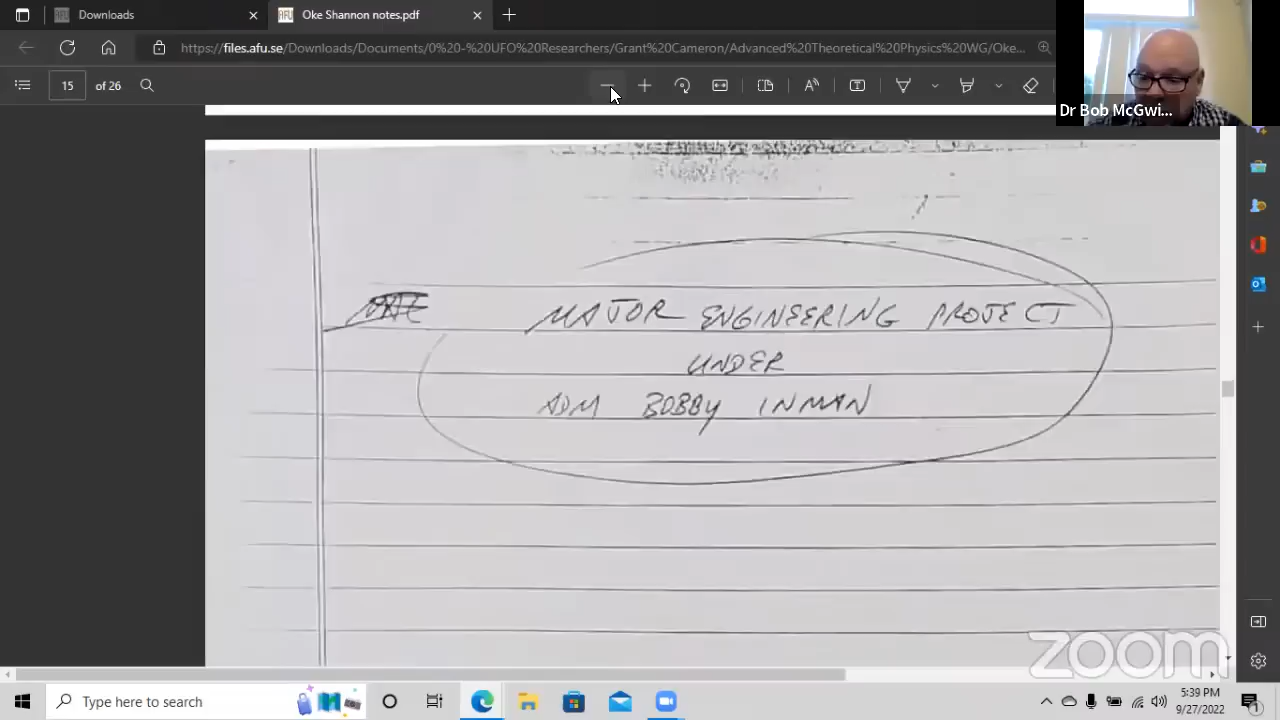 Downloads
Oke Shannon notes.pdf
https://files.afu.se/Downloads/Documents/0%20-%20UFO%20Researchers/Grant%20Cameron/Advanced%20Theoretical%20Physics%20WG/Oke...
15 of 26
Dr Bob McGwi...
MAJOR ENGINEERING PROJECT
UNDER
ADM BOBBY INMAN
zoom
Type here to search
5:39 PM
9/27/2022